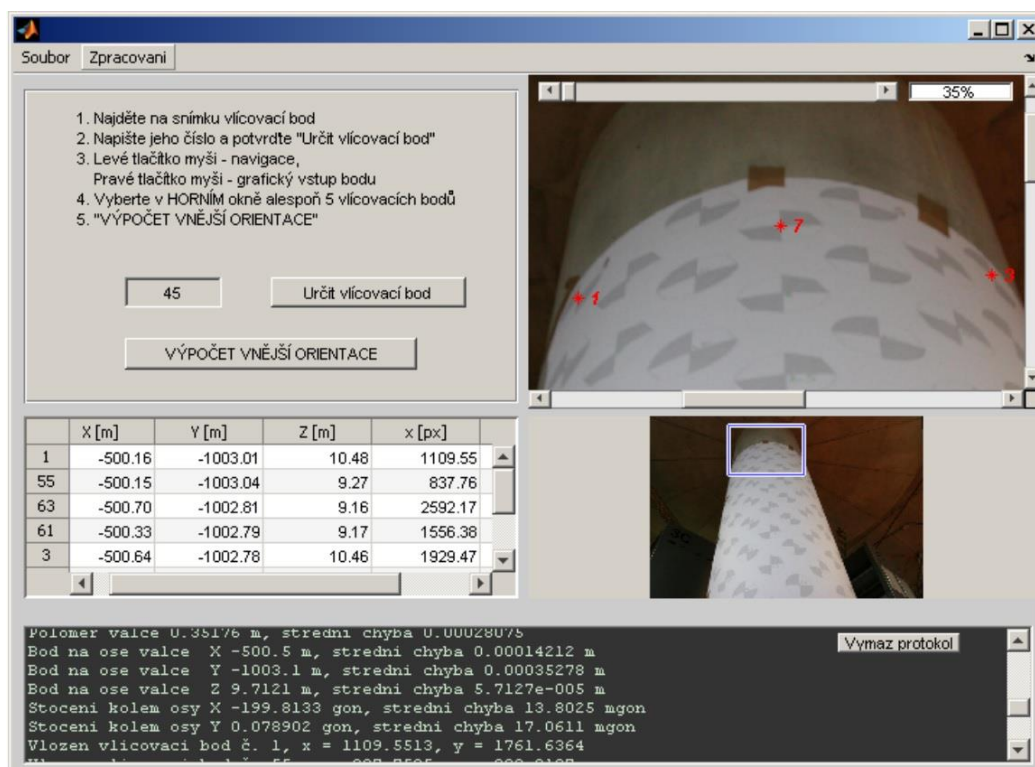 Soubor Zpracovani
1. Najděte na snímku vlícovací bod
2. Napište jeho číslo a potvrďte "Určit vlícovací bod"
3. Levé tlačítko myši - navigace,
Pravé tlačítko myši - grafický vstup bodu
4. Vyberte v HORNÍM okně alespoň 5 vlícovacích bodů
5. "VÝPOČET VNĚJŠÍ ORIENTACE"
45 Určit vlícovací bod
VÝPOČET VNĚJŠÍ ORIENTACE
35%
7
3
1
X [m] Y [m] Z [m] x [px]
1 -500.16 -1003.01 10.48 1109.55
55 -500.15 -1003.04 9.27 837.76
63 -500.70 -1002.81 9.16 2592.17
61 -500.33 -1002.79 9.17 1556.38
3 -500.64 -1002.78 10.46 1929.47
Polomer valce 0.35176 m, stredni chyba 0.00028075
Vymaz protokol
Bod na ose valce X -500.5 m, stredni chyba 0.00014212 m
Bod na ose valce Y -1003.1 m, stredni chyba 0.00035278 m
Bod na ose valce Z 9.7121 m, stredni chyba 5.7127e-005 m
Stoceni kolem osy X -199.8133 gon, stredni chyba 13.8025 mgon
Stoceni kolem osy Y 0.078902 gon, stredni chyba 17.0611 mgon
Vlozen vlicovaci bod č. 1, x = 1109.5513, y = 1761.6364